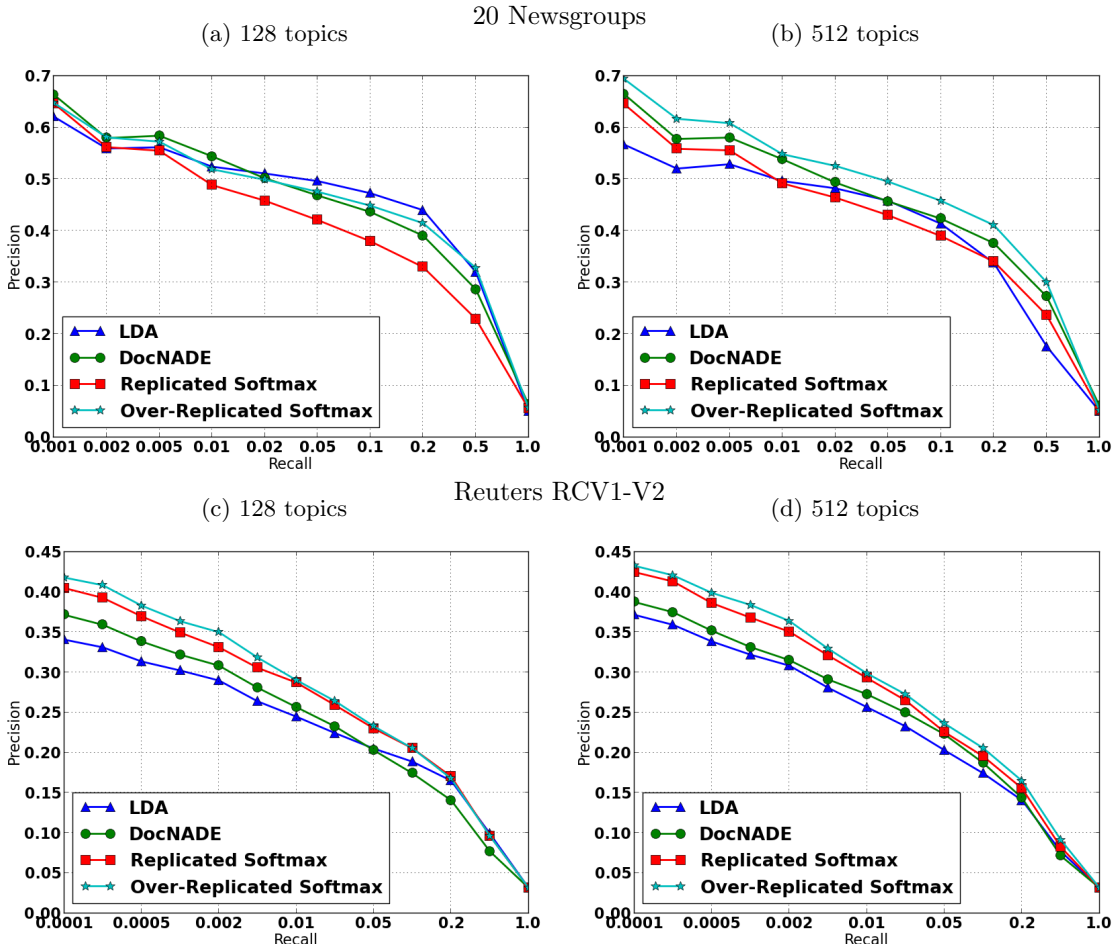 20 Newsgroups
(a) 128 topics
(b) 512 topics
0.7
0.6
0.5
0.4
0.3
0.2
0.1
0.0
Precision
LDA
DocNADE
Replicated Softmax
Over-Replicated Softmax
0.001 0.002 0.005 0.01 0.02 0.05 0.1 0.2 0.5 1.0
Recall
0.7
0.6
0.5
0.4
0.3
0.2
0.1
0.0
Precision
LDA
DocNADE
Replicated Softmax
Over-Replicated Softmax
0.001 0.002 0.005 0.01 0.02 0.05 0.1 0.2 0.5 1.0
Recall
Reuters RCV1-V2
(c) 128 topics
(d) 512 topics
0.45
0.40
0.35
0.30
0.25
0.20
0.15
0.10
0.05
0.00
Precision
LDA
DocNADE
Replicated Softmax
Over-Replicated Softmax
0.0001 0.0005 0.002 0.01 0.05 0.2 1.0
Recall
0.45
0.40
0.35
0.30
0.25
0.20
0.15
0.10
0.05
0.00
Precision
LDA
DocNADE
Replicated Softmax
Over-Replicated Softmax
0.0001 0.0005 0.002 0.01 0.05 0.2 1.0
Recall